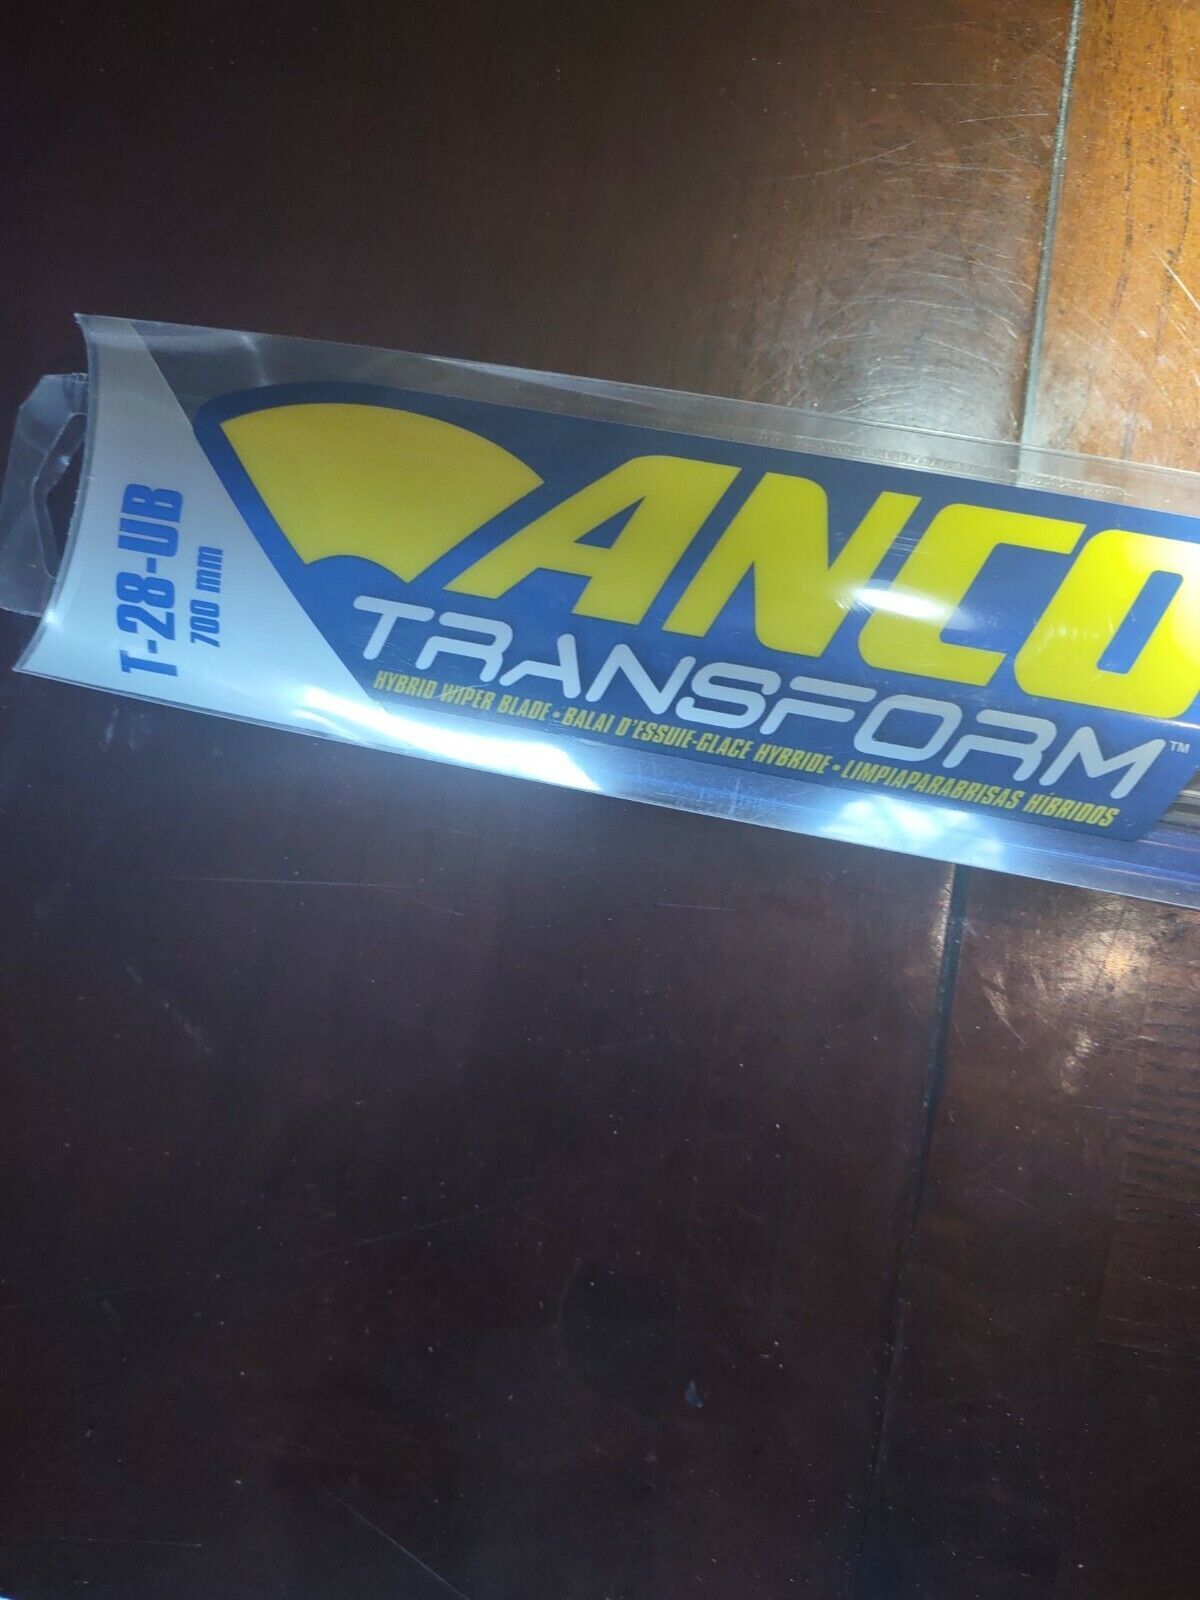 T-28-UB
700 mm
ANCO
TRANSFORM™
HYBRID WIPER BLADE • BALAI D'ESSUIE-GLACE HYBRIDE • LIMPIAPARABRISAS HÍBRIDOS